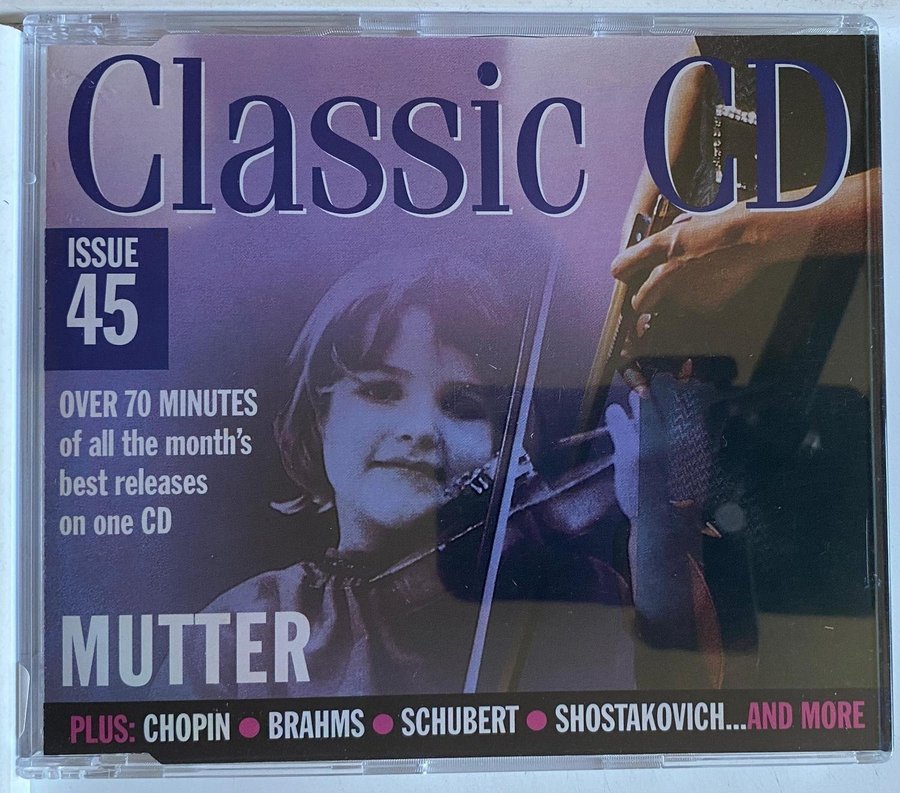 Classic CD
ISSUE
45
OVER 70 MINUTES
of all the month's
best releases
on one CD
MUTTER
PLUS: CHOPIN ● BRAHMS ● SCHUBERT ● SHOSTAKOVICH...AND MORE